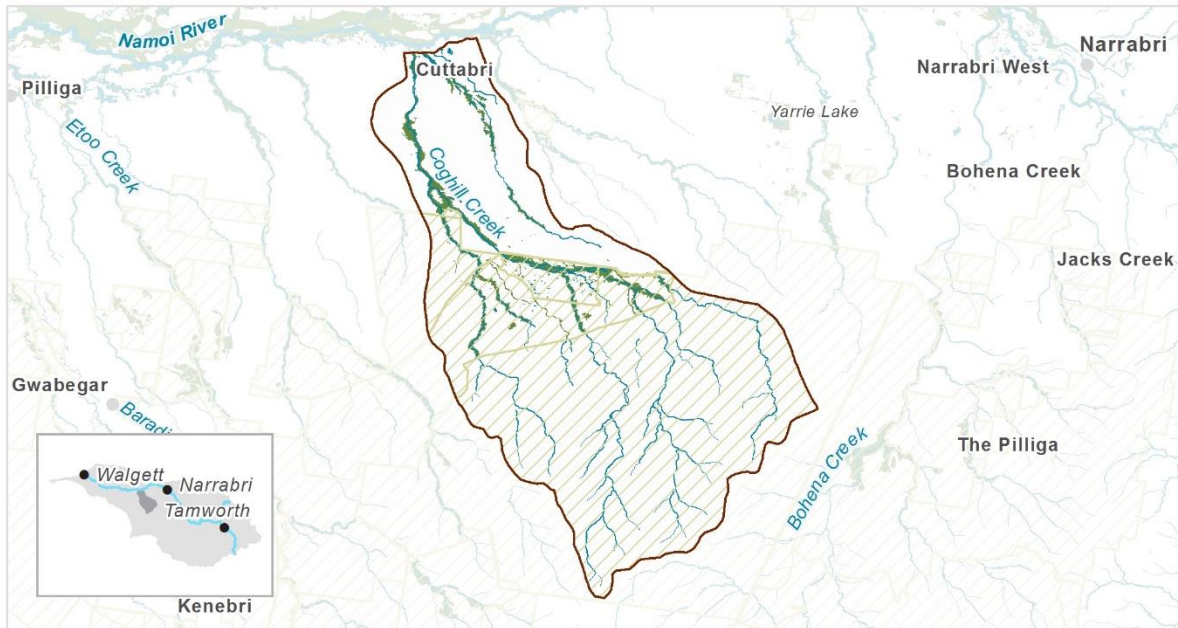 Namoi River
Narrabri
Cuttabri
Narrabri West
Pilliga
Yarrie Lake
Etoo Creek
Coghill Creek
Bohena Creek
Jacks Creek
Gwabegar
Baradi
The Pilliga
Bohena Creek
Walgett
Narrabri
Tamworth
Kenebri